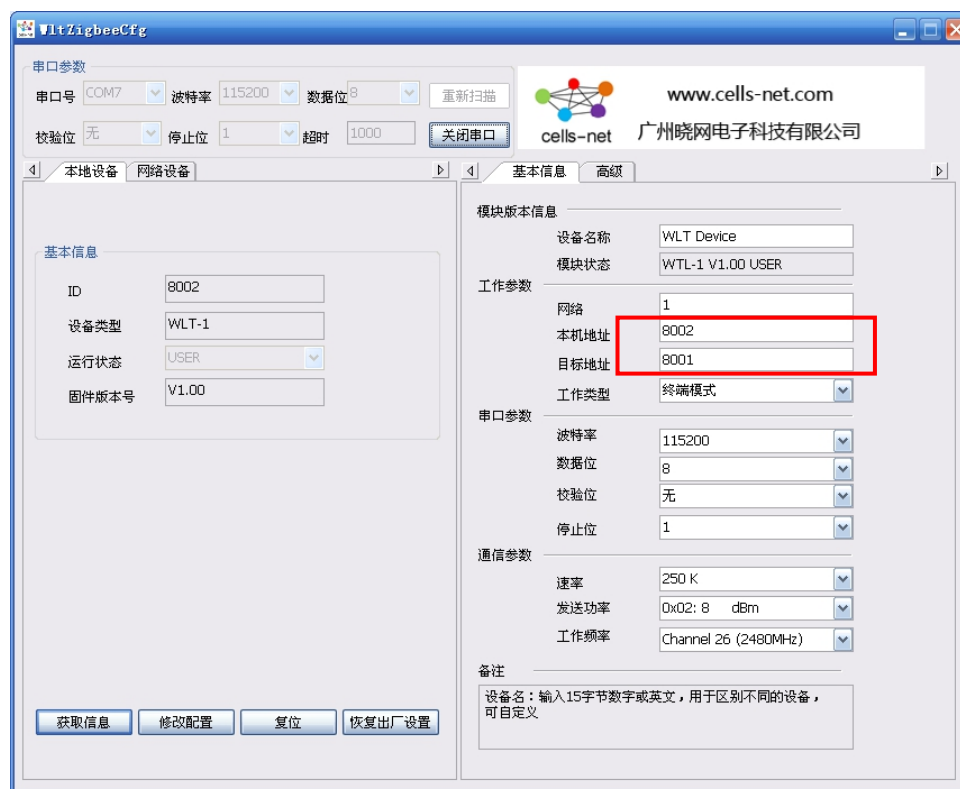 WltZigbeeCfg
串口参数
串口号 COM7 波特率 115200 数据位 8 重新扫描
校验位 无 停止位 1 超时 1000 关闭串口
cells-net
www.cells-net.com
广州晓网电子科技有限公司
本地设备 网络设备
基本信息
ID 8002
设备类型 WLT-1
运行状态 USER
固件版本号 V1.00
获取信息 修改配置 复位 恢复出厂设置
基本信息 高级
模块版本信息
设备名称 WLT Device
模块状态 WTL-1 V1.00 USER
工作参数
网络 1
本机地址 8002
目标地址 8001
工作类型 终端模式
串口参数
波特率 115200
数据位 8
校验位 无
停止位 1
通信参数
速率 250 K
发送功率 0x02: 8 dBm
工作频率 Channel 26 (2480MHz)
备注
设备名：输入15字节数字或英文，用于区别不同的设备，
可自定义